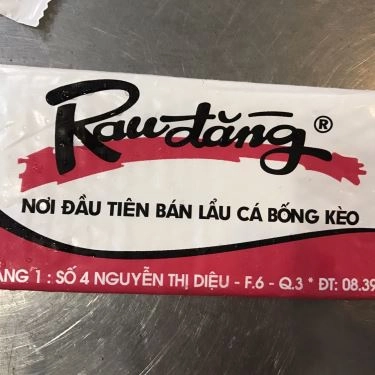 Rau đắng ®
NƠI ĐẦU TIÊN BÁN LẨU CÁ BỐNG KÈO
ẮNG 1 : SỐ 4 NGUYỄN THỊ DIỆU - F.6 - Q.3 * ĐT: 08.39